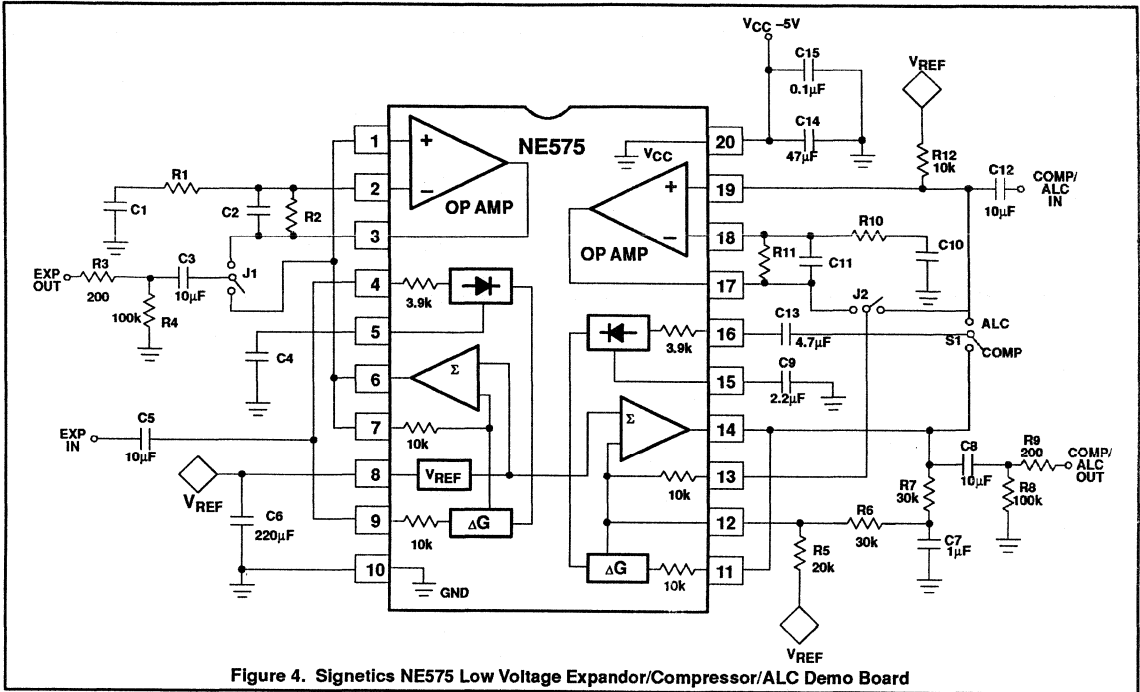 VCC –5V
C15
0.1µF
VREF
C14
47µF
R12
10k
C12
10µF
COMP/
ALC
IN
NE575
1
+
20
VCC
R1
2
–
OP AMP
+
19
C1
C2
R2
3
OP AMP
–
18
R10
R11
C11
C10
EXP
OUT
R3
200
C3
10µF
J1
4
3.9k
17
J2
100k
R4
C13
4.7µF
ALC
S1
COMP
5
3.9k
16
C4
C9
2.2µF
15
6
Σ
Σ
14
EXP
IN
C5
10µF
7
10k
C8
10µF
R9
200
COMP/
ALC
OUT
13
10k
R7
30k
R8
100k
VREF
8
VREF
C6
220µF
12
R6
30k
9
10k
ΔG
C7
1µF
R5
20k
10
GND
ΔG
10k
11
VREF
Figure 4. Signetics NE575 Low Voltage Expandor/Compressor/ALC Demo Board